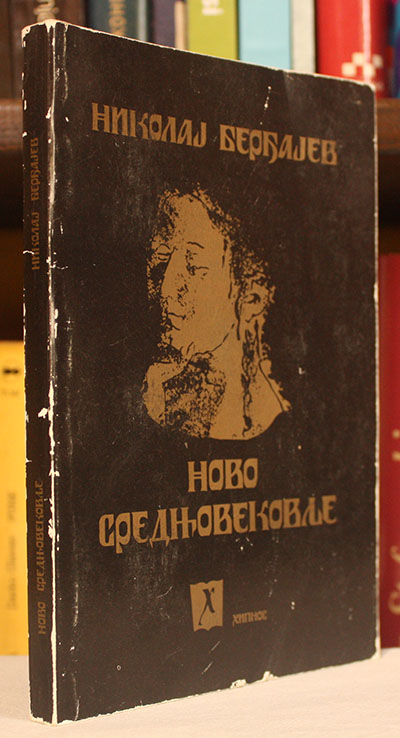 НИКОЛАЈ БЕРЂАЈЕВ
НОВО
СРЕДЊОВЕКОВЉЕ
Х
ХИПНОС
НИКОЛАЈ БЕРЂАЈЕВ
НОВО СРЕДЊОВЕКОВЉЕ